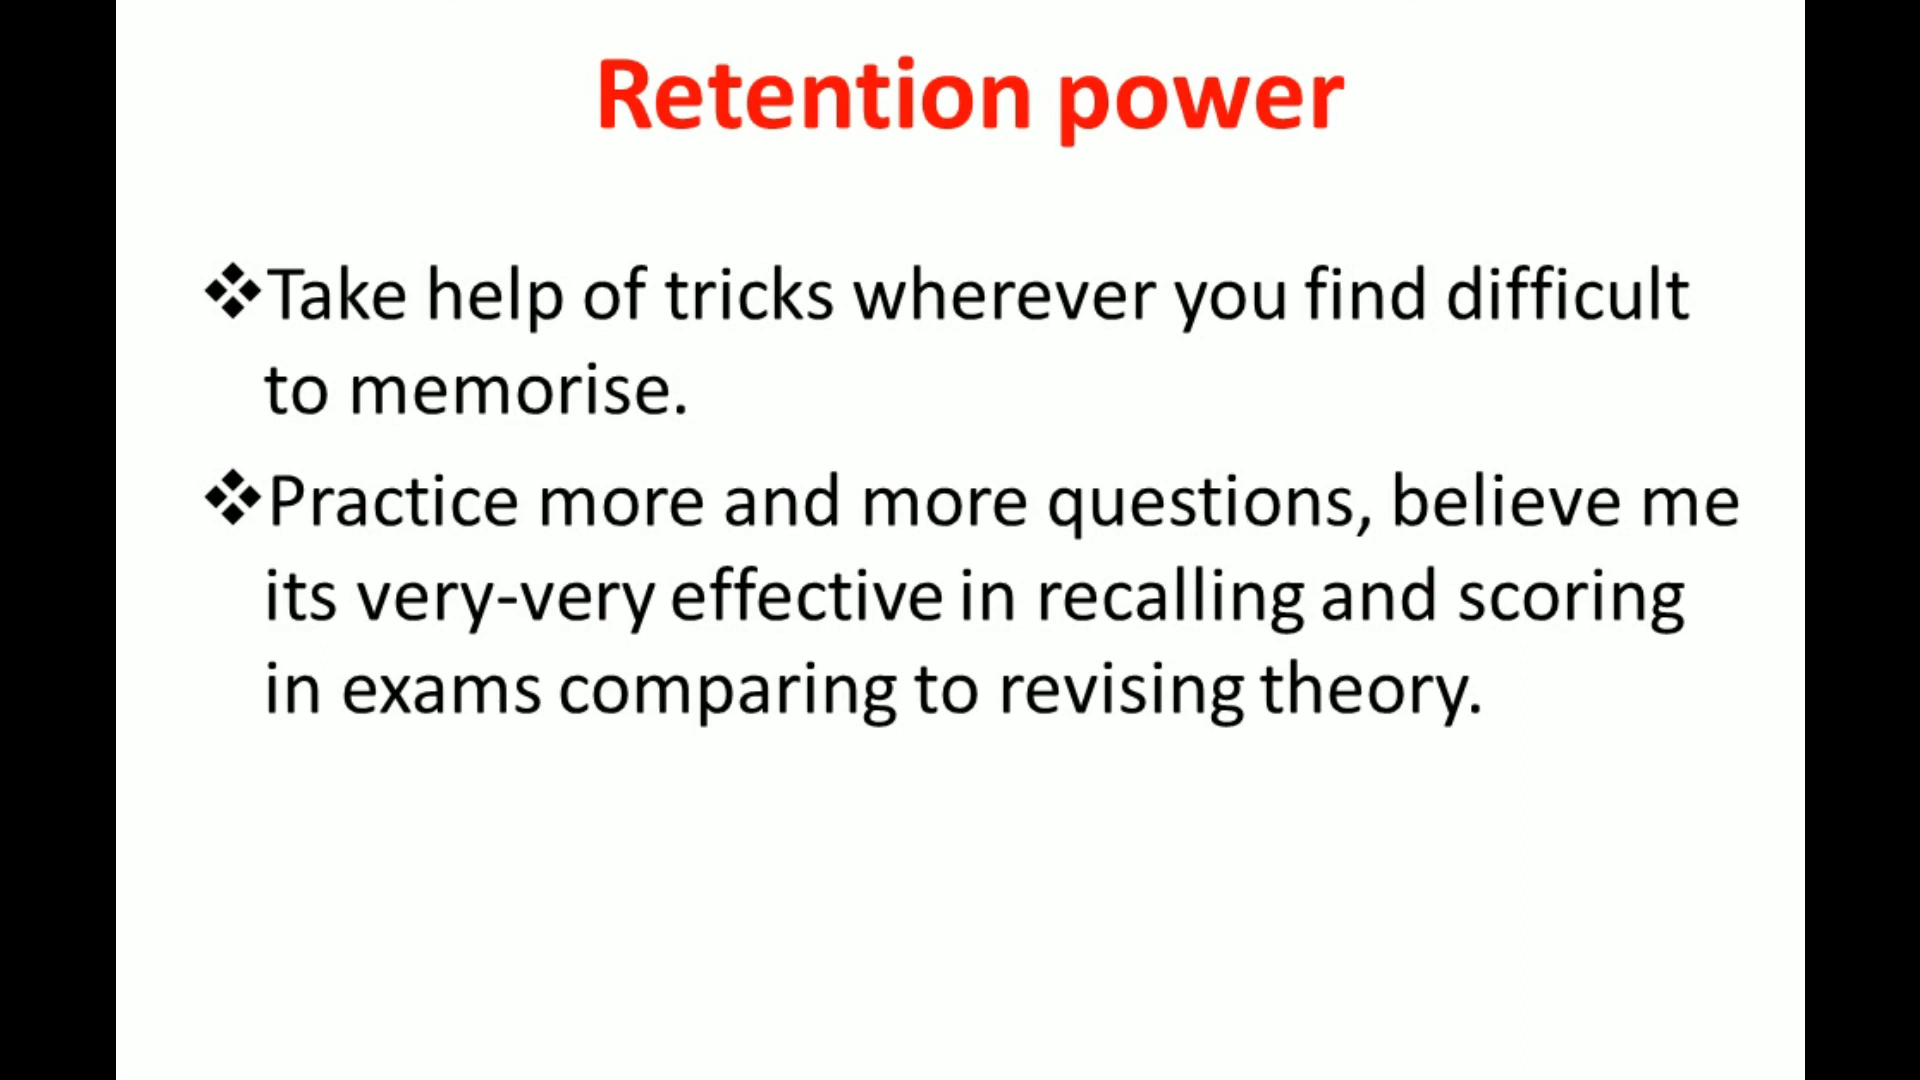 Retention power
❖Take help of tricks wherever you find difficult
to memorise.
❖Practice more and more questions, believe me
its very-very effective in recalling and scoring
in exams comparing to revising theory.